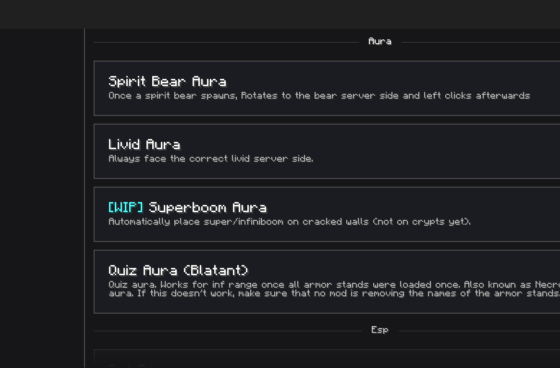 Aura
Spirit Bear Aura
Once a spirit bear spawns, Rotates to the bear server side and left clicks afterwards
Livid Aura
Always face the correct livid server side.
[WIP] Superboom Aura
Automatically place super/infiniboom on cracked walls (not on crypts yet).
Quiz Aura (Blatant)
Quiz aura. Works for inf range once all armor stands were loaded once. Also known as Necr
aura. If this doesn't work, make sure that no mod is removing the names of the armor stands.
Esp